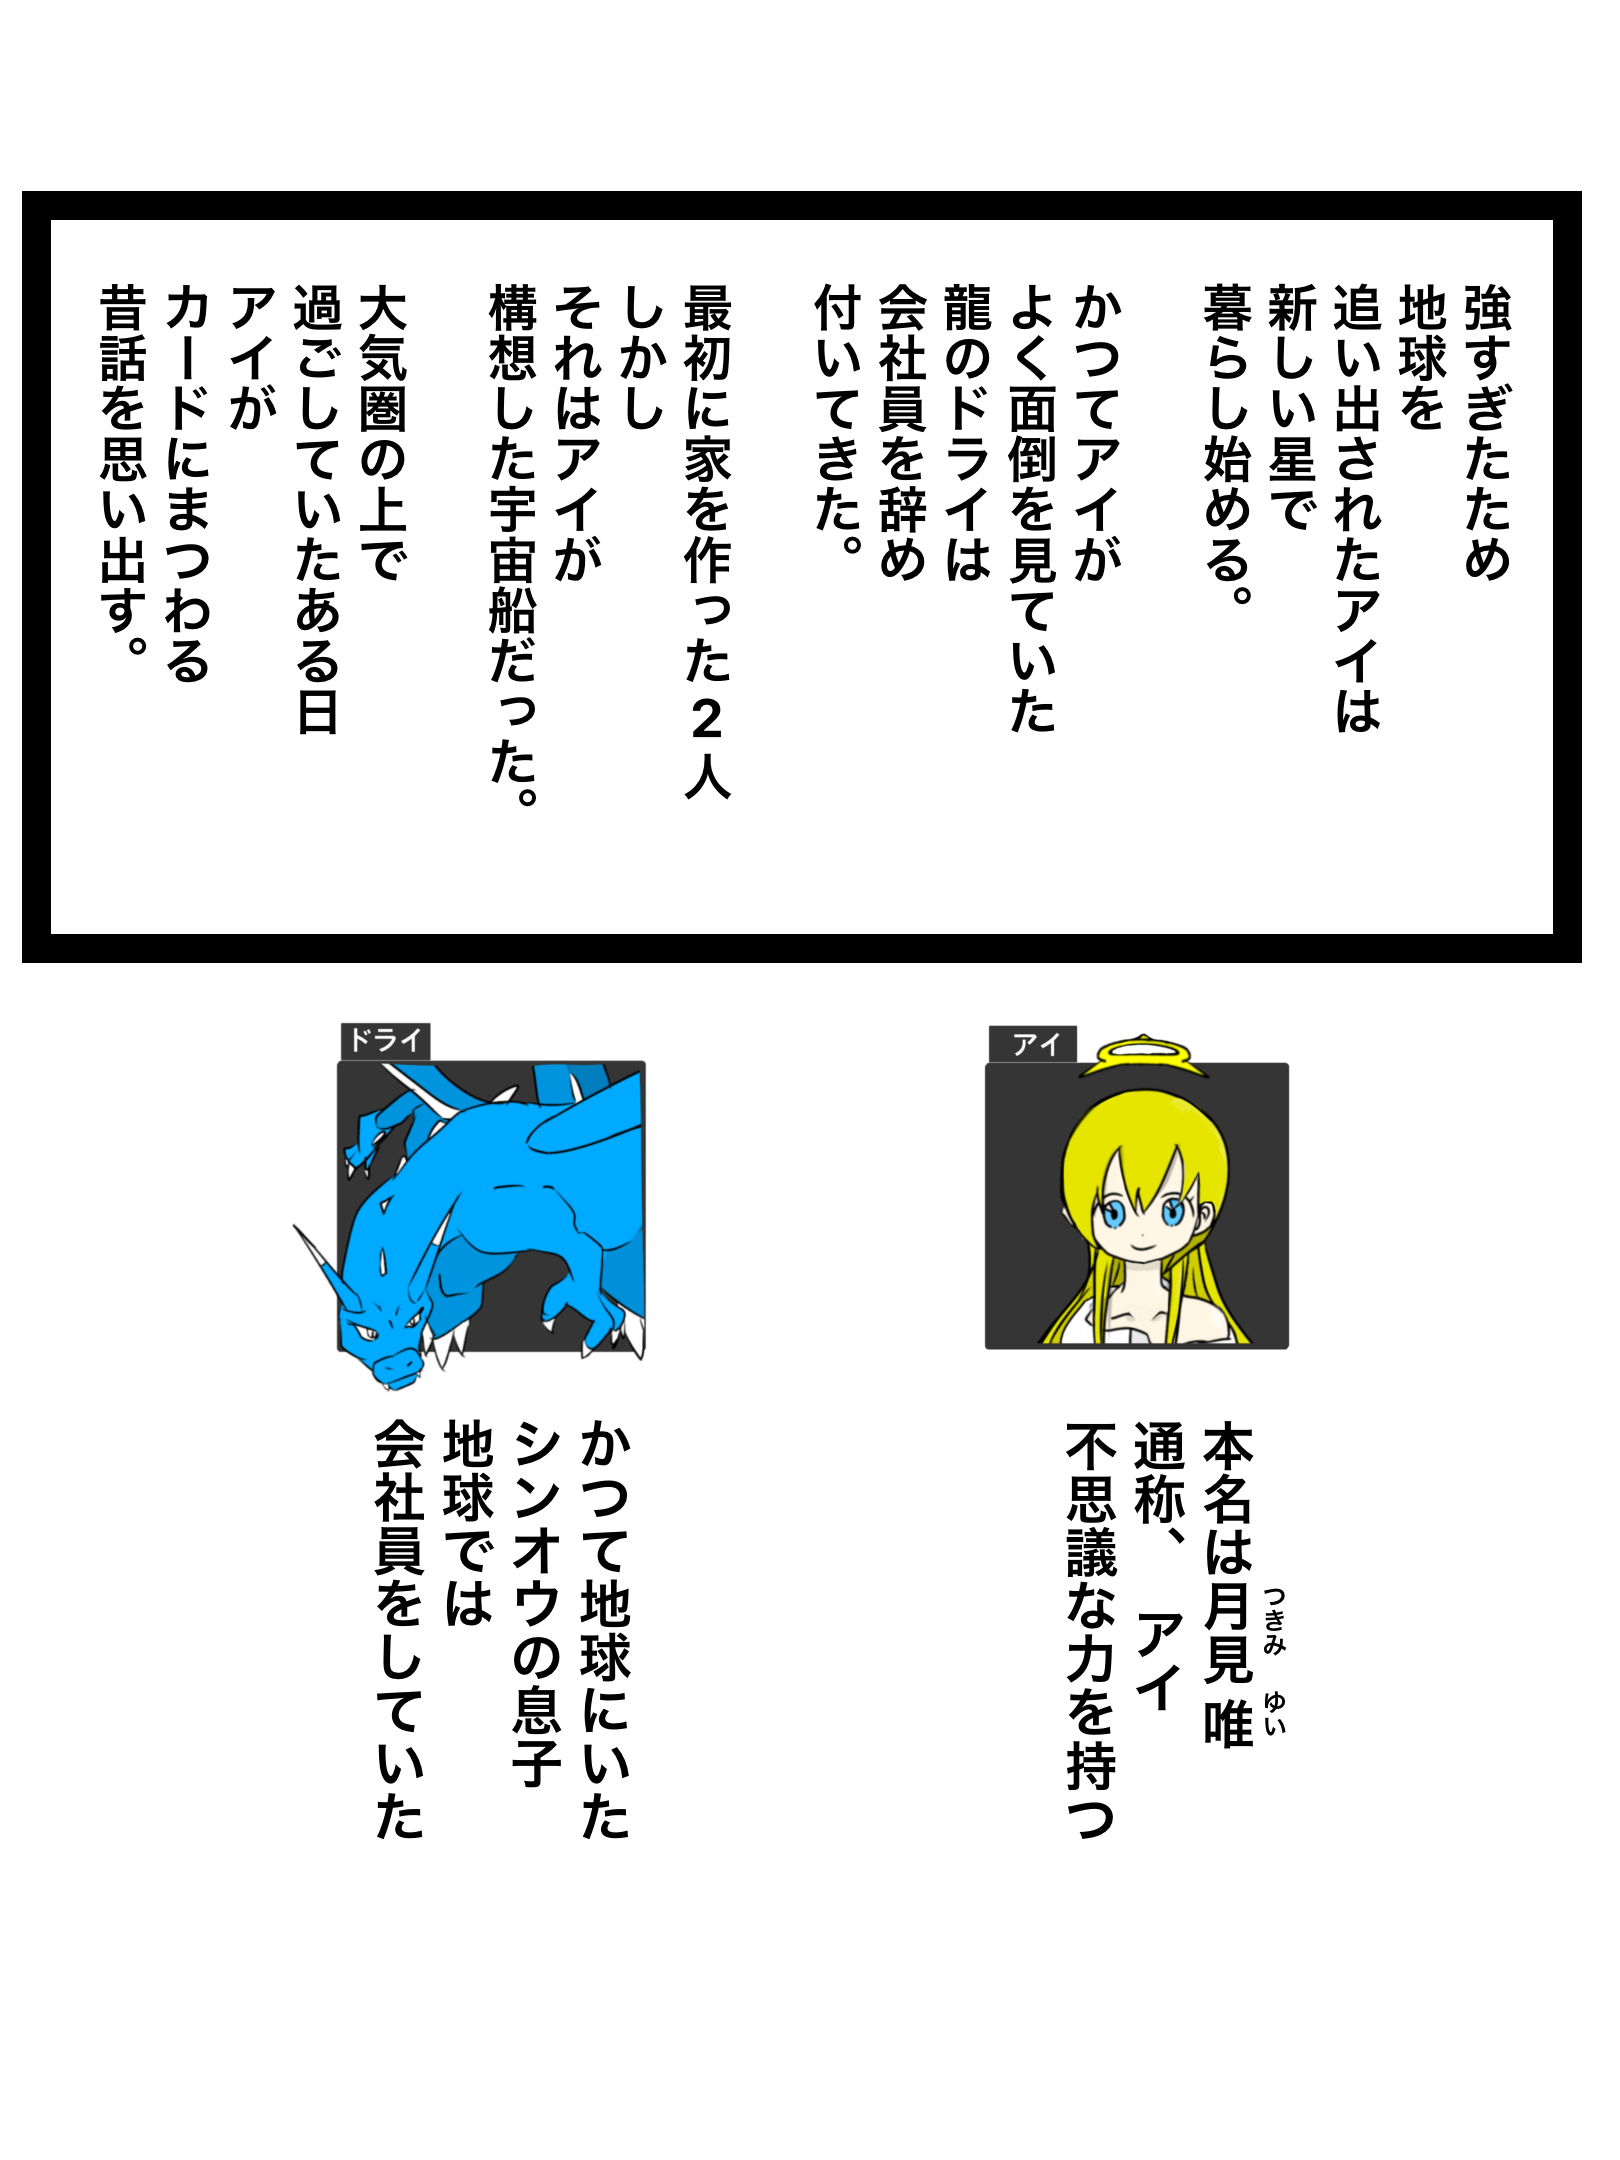 強すぎたため
地球を
追い出されたアイは
新しい星で
暮らし始める。
かつてアイが
よく面倒を見ていた
龍のドライは
会社員を辞め
付いてきた。
最初に家を作った2人
しかし
それはアイが
構想した宇宙船だった。
大気圏の上で
過ごしていたある日
アイが
カードにまつわる
昔話を思い出す。
アイ
本名は月見 唯
つきみ ゆい
通称、 アイ
不思議な力を持つ
ドライ
かつて地球にいた
シンオウの息子
地球では
会社員をしていた